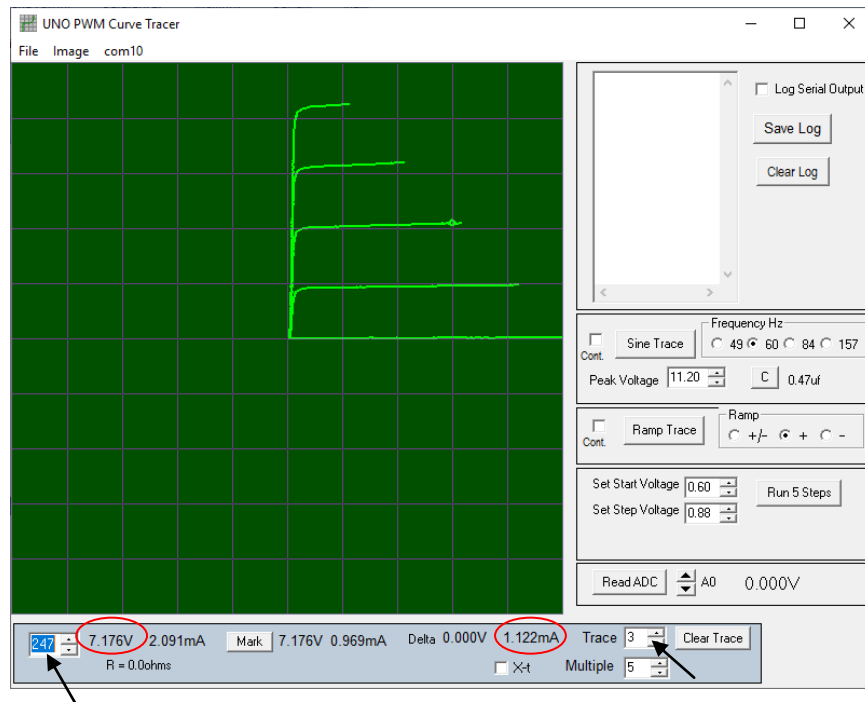 UNO PWM Curve Tracer
File Image com10
Log Serial Output
Save Log
Clear Log
Frequency Hz
Cont. Sine Trace 49 60 84 157
Peak Voltage 11.20 C 0.47uf
Ramp
Cont. Ramp Trace +/- + -
Set Start Voltage 0.60 Run 5 Steps
Set Step Voltage 0.88
Read ADC A0 0.000V
247 7.176V 2.091mA Mark 7.176V 0.969mA Delta 0.000V 1.122mA Trace 3 Clear Trace
R = 0.0ohms X-t Multiple 5